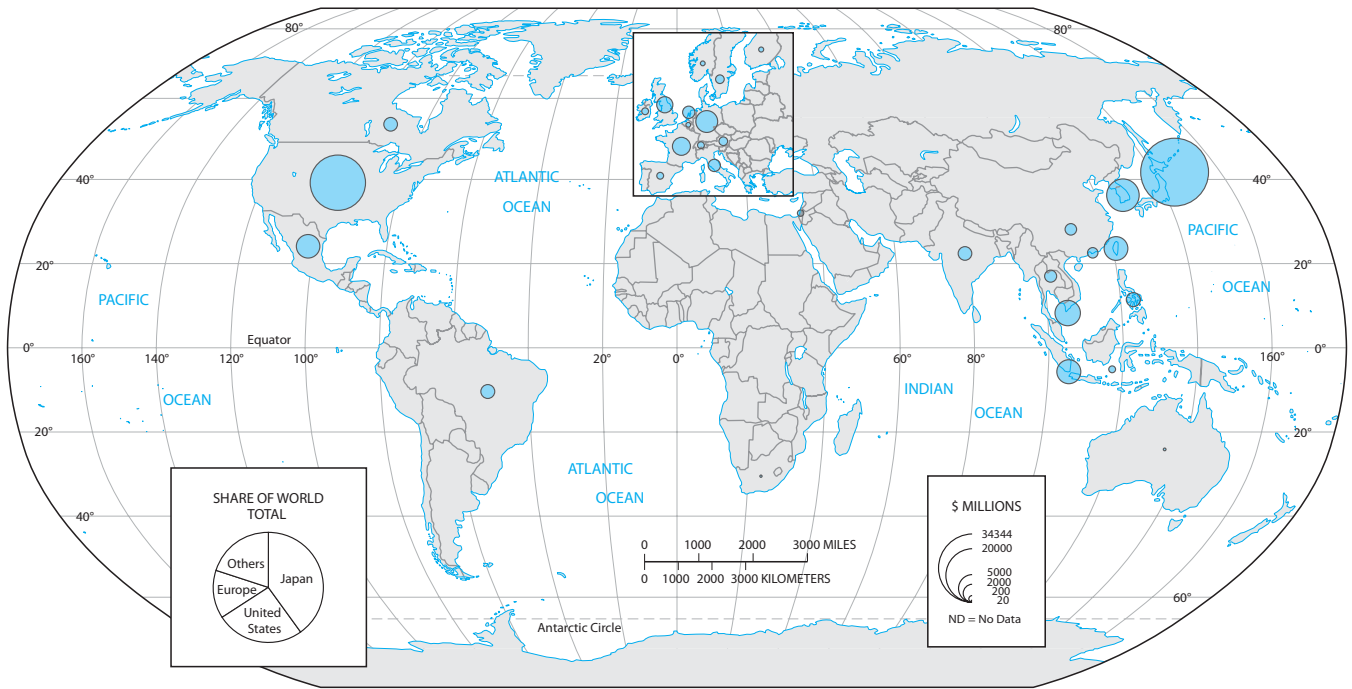 80°
80°
40°
ATLANTIC
OCEAN
40°
PACIFIC
OCEAN
20°
20°
PACIFIC
OCEAN
Equator
0°
160°
140°
120°
100°
20°
0°
60°
80°
160°
0°
INDIAN
OCEAN
20°
20°
ATLANTIC
OCEAN
40°
40°
60°
Antarctic Circle
SHARE OF WORLD
TOTAL
Others
Japan
Europe
United
States
0 1000 2000 3000 MILES
0 1000 2000 3000 KILOMETERS
$ MILLIONS
34344
20000
5000
2000
200
20
ND = No Data